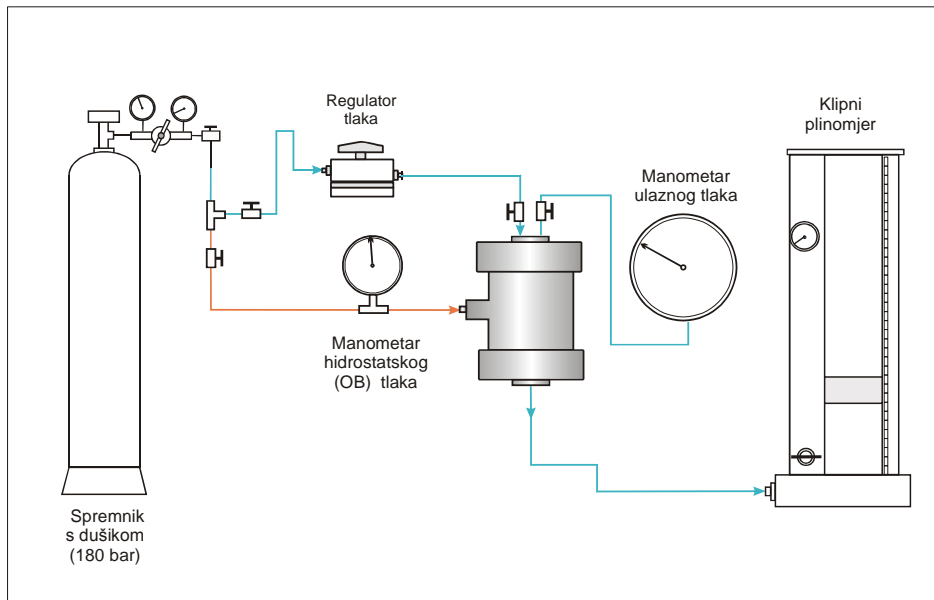 Regulator
tlaka
Klipni
plinomjer
Manometar
ulaznog tlaka
Manometar
hidrostatskog
(OB) tlaka
Spremnik
s dušikom
(180 bar)